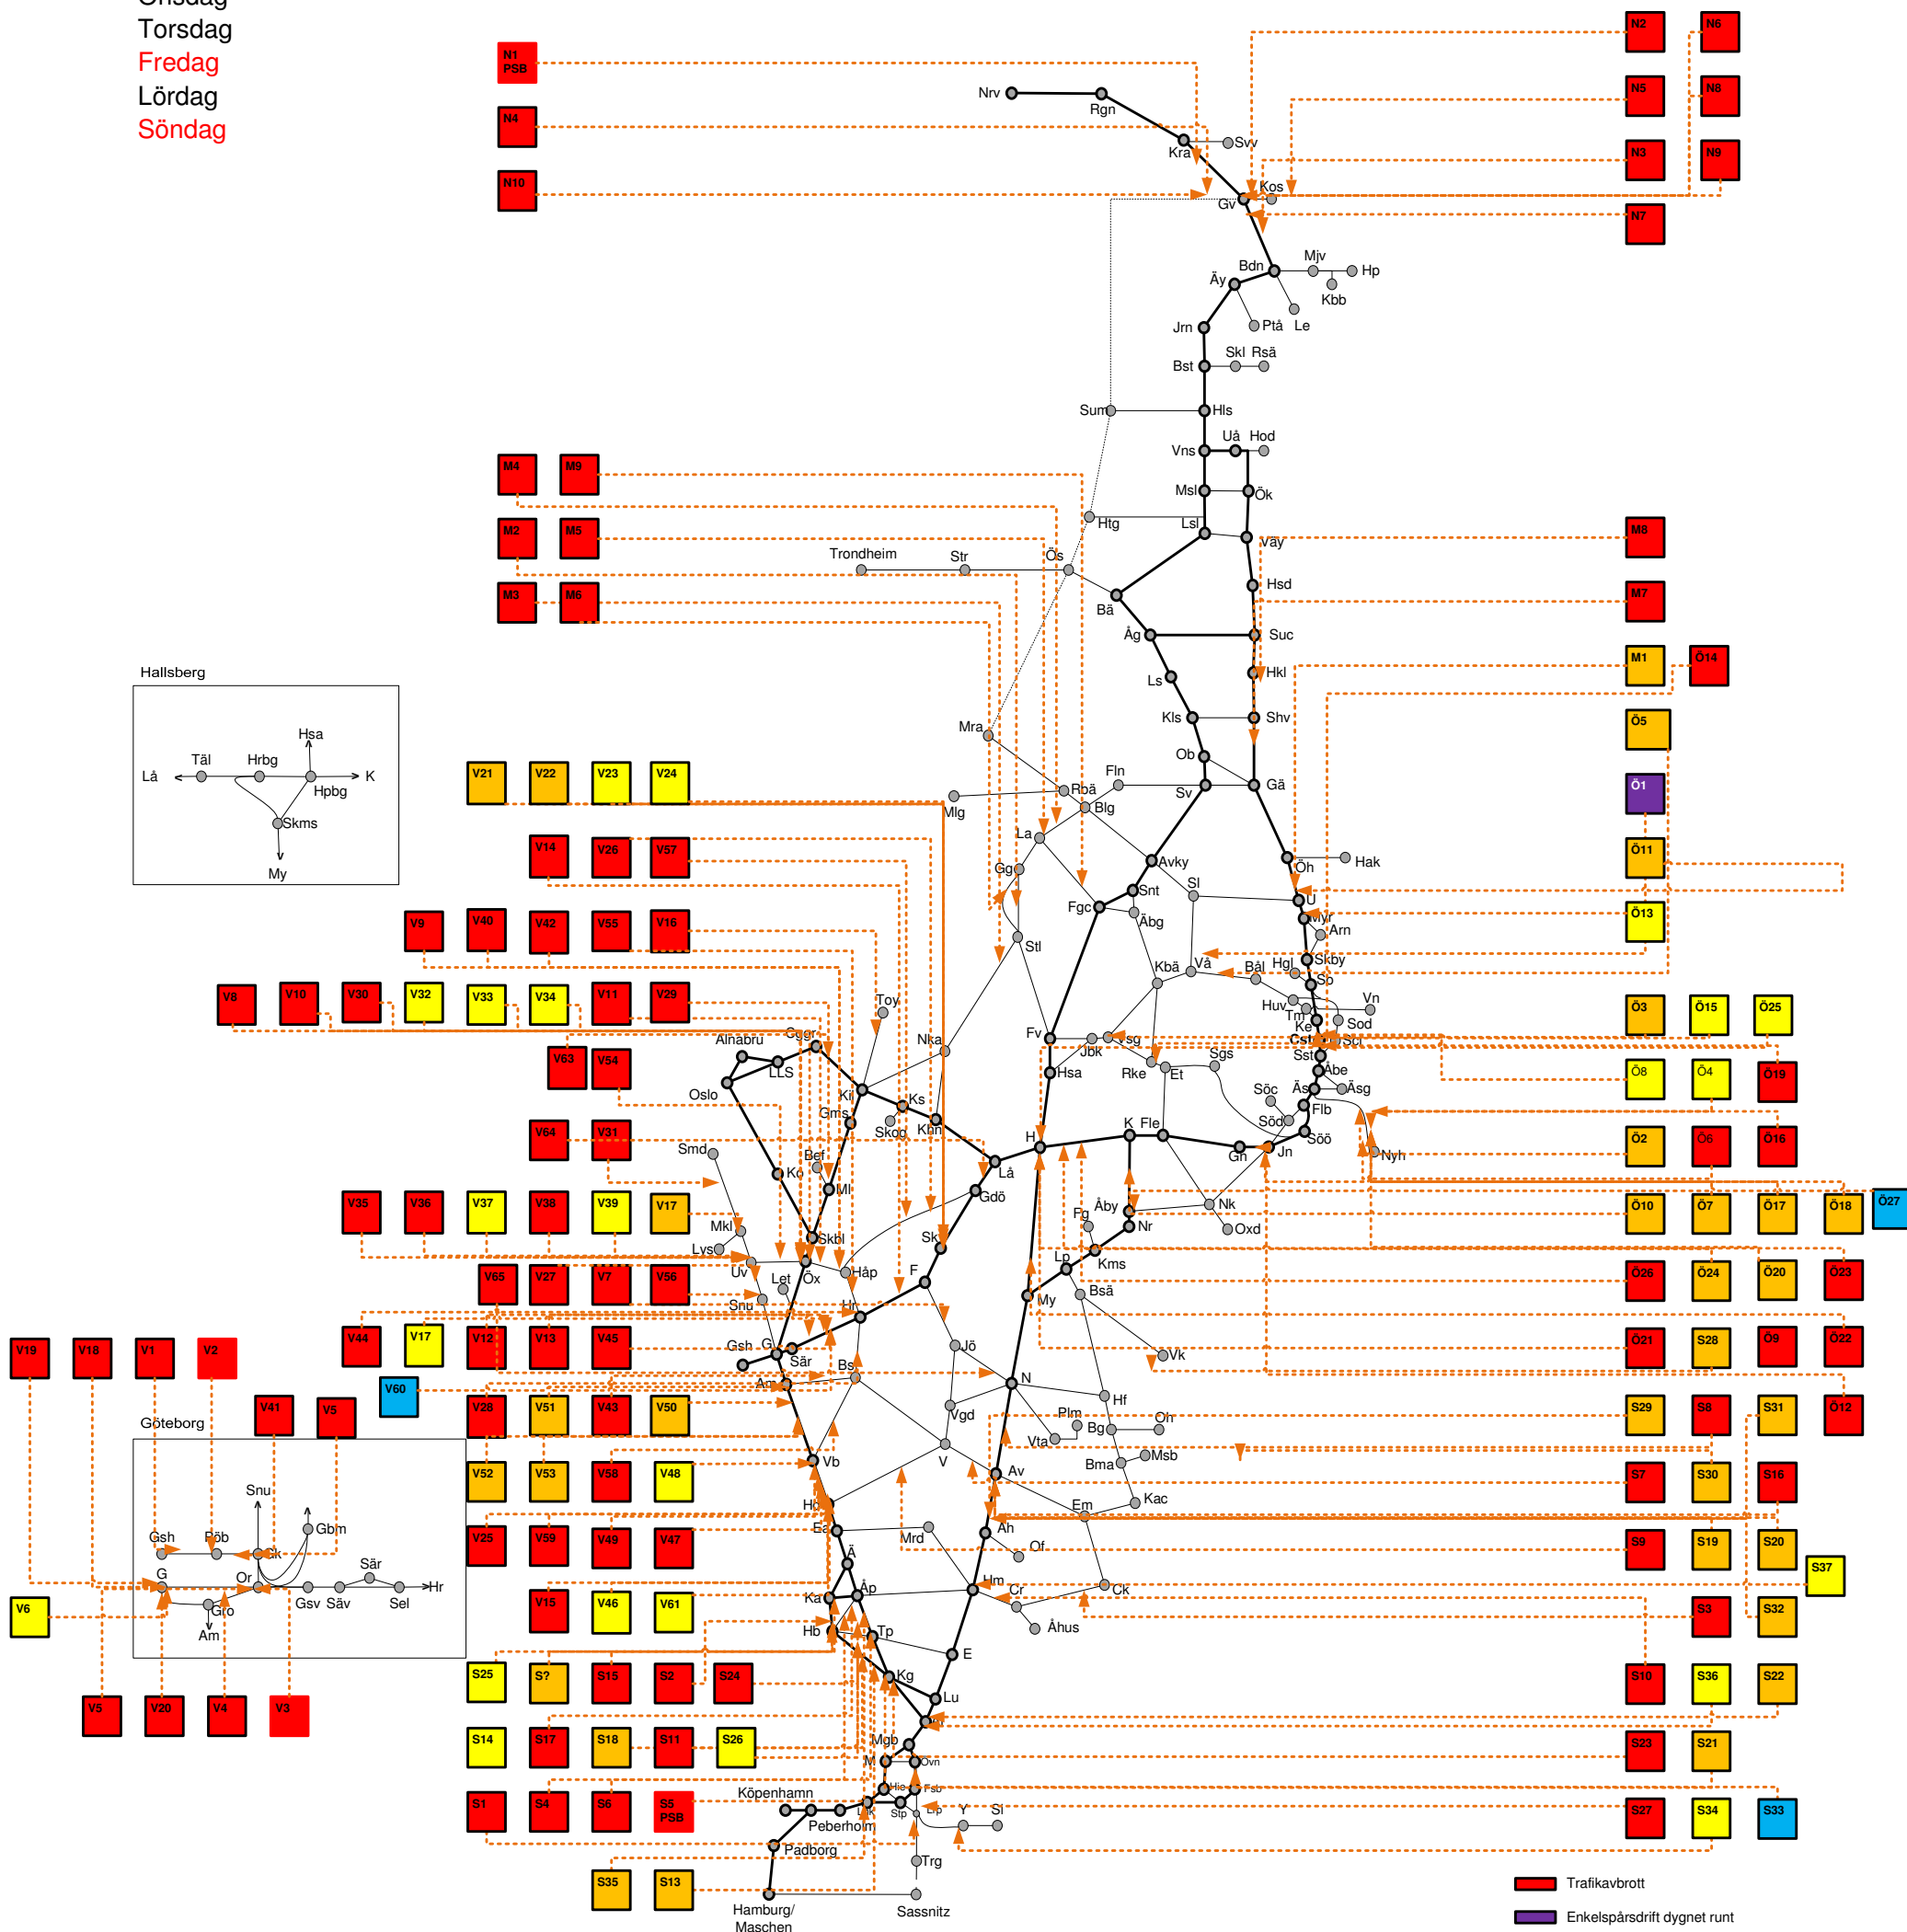 Torsdag
Fredag
Lördag
Söndag
N1
PSB
N4
N10
N2
N6
N5
N8
N3
N9
N7
Nrv
Rgn
Kra
Svv
Kos
Gv
Bdn
Mjv
Hp
Kbb
Äy
Ptå
Le
Jrn
Bst
Skl Rsä
Sum
Hls
Vns
Uå
Hod
Msl
Ök
Htg
Lsl
Väy
M4
M9
M2
M5
M3
M6
M8
M7
M1
Ö14
Ö5
Ö1
Ö11
Ö13
Trondheim
Str
Ös
Hsd
Bä
Åg
Suc
Ls
Hkl
Kls
Shv
Mra
Ob
Fln
Sv
Gä
Rbä
Mlg
Blg
La
Avky
Öh
Hak
Gg
Snt
Sl
U
Fgc
Äbg
Myr
Arn
Stl
Skby
Kbä
Vå
Bål
Hgl
Sp
Huv
Tm
Vn
Ke
Sod
Cst
Sst
Hallsberg
Hsa
Lå
Täl
Hrbg
K
Hpbg
Skms
My
V21
V22
V23
V24
V14
V26
V57
V9
V40
V42
V55
V16
V8
V10
V30
V32
V33
V34
V11
V29
V63
V54
V64
V31
V35
V36
V37
V38
V39
V17
V65
V27
V7
V56
V44
V17
V12
V13
V45
V60
V28
V51
V43
V50
V52
V53
V58
V48
V25
V59
V49
V47
V15
V46
V61
V19
V18
V1
V2
V41
V5
V6
V5
V20
V4
V3
Göteborg
Snu
Gsh
Gbm
G
Or
Sär
Hr
Gro
Gsv
Säv
Sel
Am
Toy
Alnabru
LLS
Oslo
Nka
Ki
Ks
Skog
Khn
Gms
Fv
Jbk
Hsa
Rke
Et
Sgs
Åbe
Äs
Äsg
Söc
Söd
Flb
Söö
Nyh
Smd
Bef
Kö
Ml
Lå
Gdö
H
K
Fle
Gn
Jn
Mkl
Lys
Uv
Skbl
Öx
Håp
Sk
F
Let
Snu
Hr
Fg
Åby
Nr
Nk
Oxd
Lp
Kms
My
Bsä
Gsh
G
Sär
Jö
Vk
Am
Bs
N
Hf
Vgd
Plm
Bg
Oh
Vta
V
Vb
Av
Bma
Msb
Kac
Em
Ea
Mrd
Ah
Of
Ä
Ka
Åp
Hm
Cr
Ck
Åhus
Hb
Tp
E
Kg
Lu
Mgb
Ovn
Fsb
Stp
Y
Si
Trg
Köpenhamn
Peberholm
Padborg
Hamburg/
Maschen
Sassnitz
Ö3
Ö15
Ö25
Ö8
Ö4
Ö19
Ö2
Ö6
Ö16
Ö10
Ö7
Ö17
Ö18
Ö27
Ö26
Ö24
Ö20
Ö23
Ö21
S28
Ö9
Ö22
S29
S8
S31
Ö12
S7
S30
S16
S9
S19
S20
S37
S3
S32
S10
S36
S22
S23
S21
S27
S34
S33
S25
S?
S15
S2
S24
S14
S17
S18
S11
S26
S1
S4
S6
S5
PSB
S35
S13
Trafikavbrott
Enkelspårsdrift dygnet runt